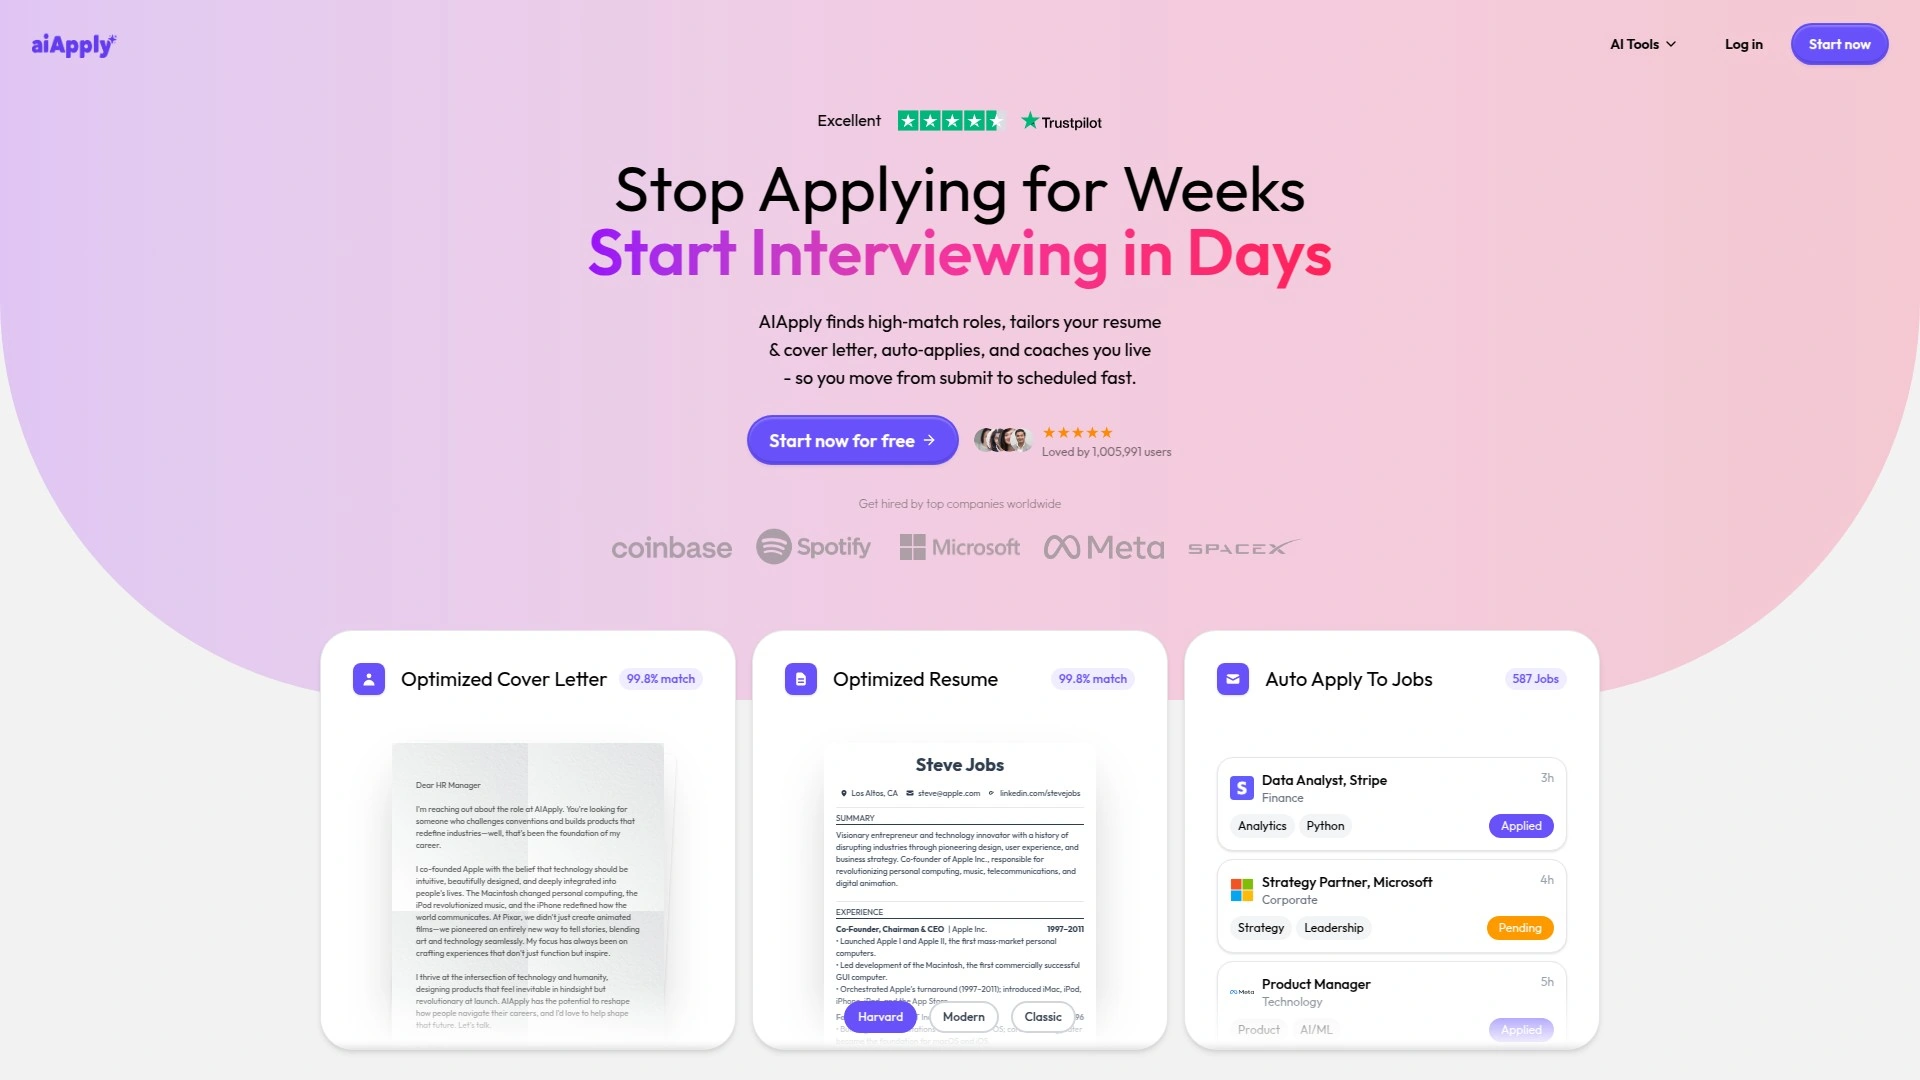 aiApply
AI Tools
Log in
Start now
Excellent
Trustpilot
Stop Applying for Weeks
Start Interviewing in Days
AIApply finds high-match roles, tailors your resume
& cover letter, auto-applies, and coaches you live
- so you move from submit to scheduled fast.
Start now for free
Loved by 1,005,991 users
Get hired by top companies worldwide
coinbase
Spotify
Microsoft
Meta
SPACEX
Optimized Cover Letter
99.8% match
Dear HR Manager
I'm reaching out about the role at AIApply. You're looking for
someone who challenges conventions and builds products that
redefine industries—well, that's been the foundation of my
career.
I co-founded Apple with the belief that technology should be
intuitive, beautifully designed, and deeply integrated into
people's lives. The Macintosh changed personal computing, the
iPod revolutionized music, and the iPhone redefined how the
world communicates. At Pixar, we didn't just create animated
films—we pioneered an entirely new way to tell stories, blending
art and technology seamlessly. My focus has always been on
crafting experiences that don't just function but inspire.
I thrive at the intersection of technology and humanity,
designing products that feel inevitable in hindsight but
revolutionary at launch. AIApply has the potential to reshape
how people navigate their careers, and I'd love to help shape
that future. Let's talk.
Optimized Resume
99.8% match
Steve Jobs
Los Altos, CA
steve@apple.com
linkedin.com/stevejobs
SUMMARY
Visionary entrepreneur and technology innovator with a history of
disrupting industries through pioneering design, user experience, and
business strategy. Co-founder of Apple Inc., responsible for
revolutionizing personal computing, music, telecommunications, and
digital animation.
EXPERIENCE
Co-Founder, Chairman & CEO | Apple Inc. 1997–2011
• Launched Apple I and Apple II, the first mass-market personal
computers.
• Led development of the Macintosh, the first commercially successful
GUI computer.
• Orchestrated Apple's turnaround (1997–2011); introduced iMac, iPod,
iPhone, iPad, and the App Store.
Harvard
Modern
Classic
become the foundation for macOS and iOS.
Auto Apply To Jobs
587 Jobs
S
Data Analyst, Stripe
3h
Finance
Analytics
Python
Applied
Strategy Partner, Microsoft
4h
Corporate
Strategy
Leadership
Pending
Meta
Product Manager
5h
Technology
Product
AI/ML
Applied